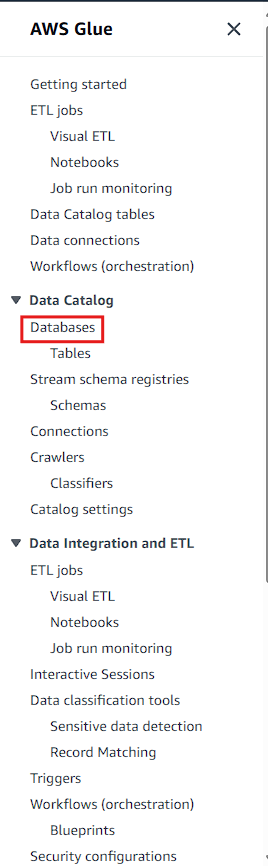 AWS Glue
Getting started
ETL jobs
Visual ETL
Notebooks
Job run monitoring
Data Catalog tables
Data connections
Workflows (orchestration)
Data Catalog
Databases
Tables
Stream schema registries
Schemas
Connections
Crawlers
Classifiers
Catalog settings
Data Integration and ETL
ETL jobs
Visual ETL
Notebooks
Job run monitoring
Interactive Sessions
Data classification tools
Sensitive data detection
Record Matching
Triggers
Workflows (orchestration)
Blueprints
Security configurations